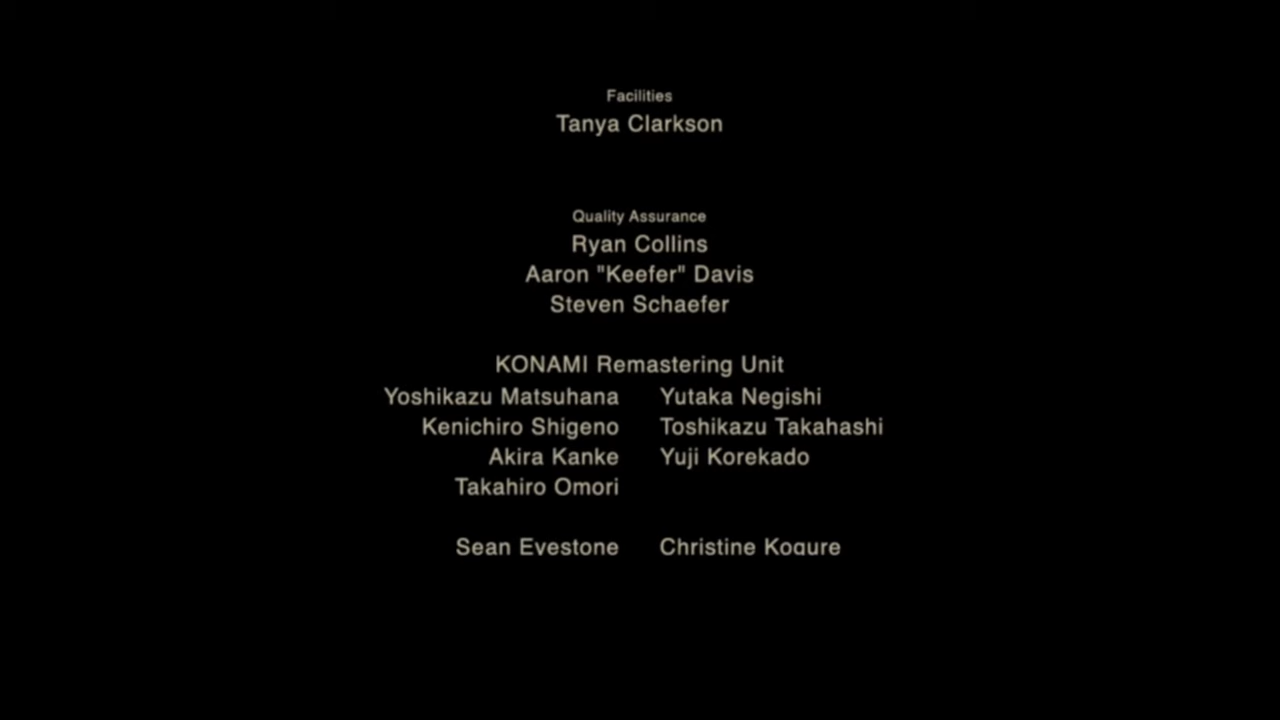 Facilities
Tanya Clarkson
Quality Assurance
Ryan Collins
Aaron "Keefer" Davis
Steven Schaefer
KONAMI Remastering Unit
Yoshikazu Matsuhana Yutaka Negishi
Kenichiro Shigeno Toshikazu Takahashi
Akira Kanke Yuji Korekado
Takahiro Omori
Sean Eyestone Christine Kogure